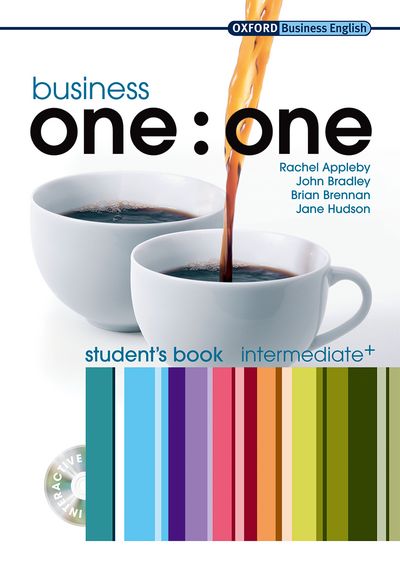 OXFORD Business English
business
one : one
Rachel Appleby
John Bradley
Brian Brennan
Jane Hudson
student's book intermediate+
INTERACTIVE